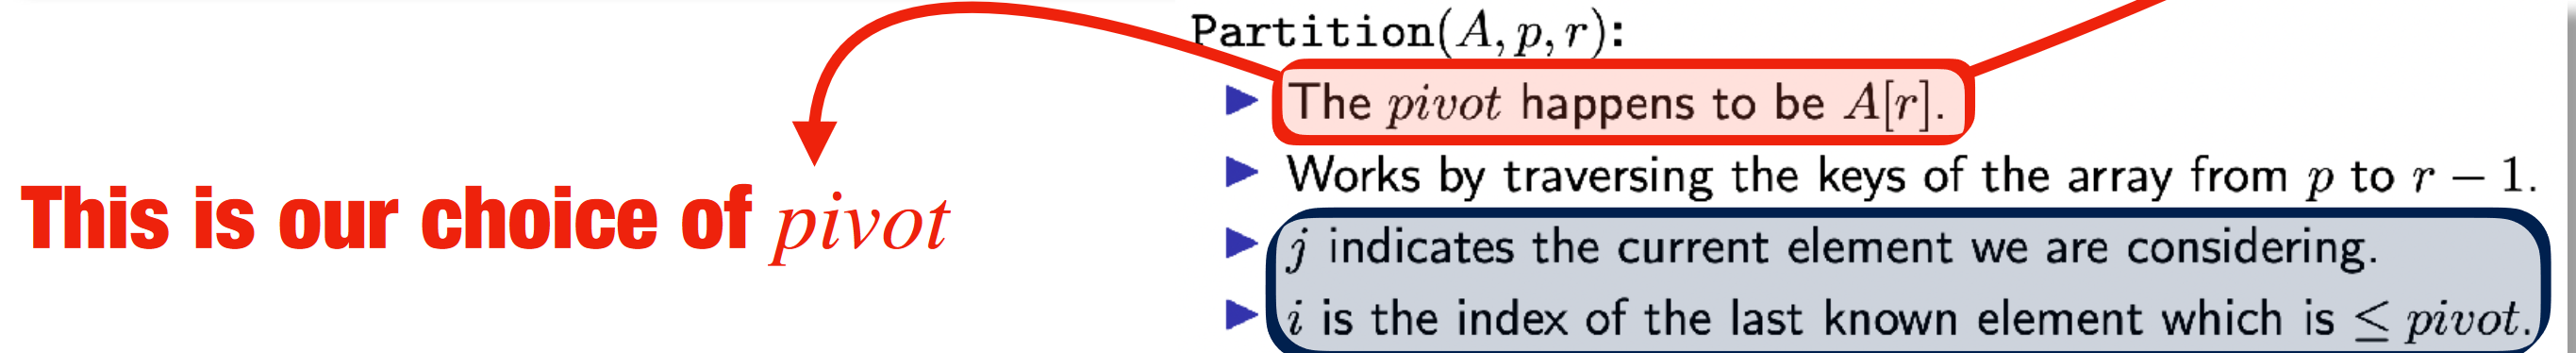 Partition(A, p, r):
► The pivot happens to be A[r].
► Works by traversing the keys of the array from p to r − 1.
This is our choice of pivot
► j indicates the current element we are considering.
► i is the index of the last known element which is ≤ pivot.